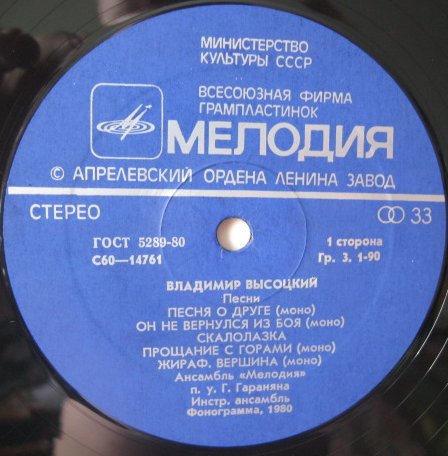 МИНИСТЕРСТВО
КУЛЬТУРЫ СССР
ВСЕСОЮЗНАЯ ФИРМА
ГРАМПЛАСТИНОК
МЕЛОДИЯ
© АПРЕЛЕВСКИЙ ОРДЕНА ЛЕНИНА ЗАВОД
СТЕРЕО 33
ГОСТ 5289-80 1 сторона
С60—14761 Гр. 3. 1-90
ВЛАДИМИР ВЫСОЦКИЙ
Песни
ПЕСНЯ О ДРУГЕ (моно)
ОН НЕ ВЕРНУЛСЯ ИЗ БОЯ (моно)
СКАЛОЛАЗКА
ПРОЩАНИЕ С ГОРАМИ (моно)
ЖИРАФ, ВЕРШИНА (моно)
Ансамбль «Мелодия»
п. у. Г. Гараняна
Инстр. ансамбль
Фонограмма, 1980